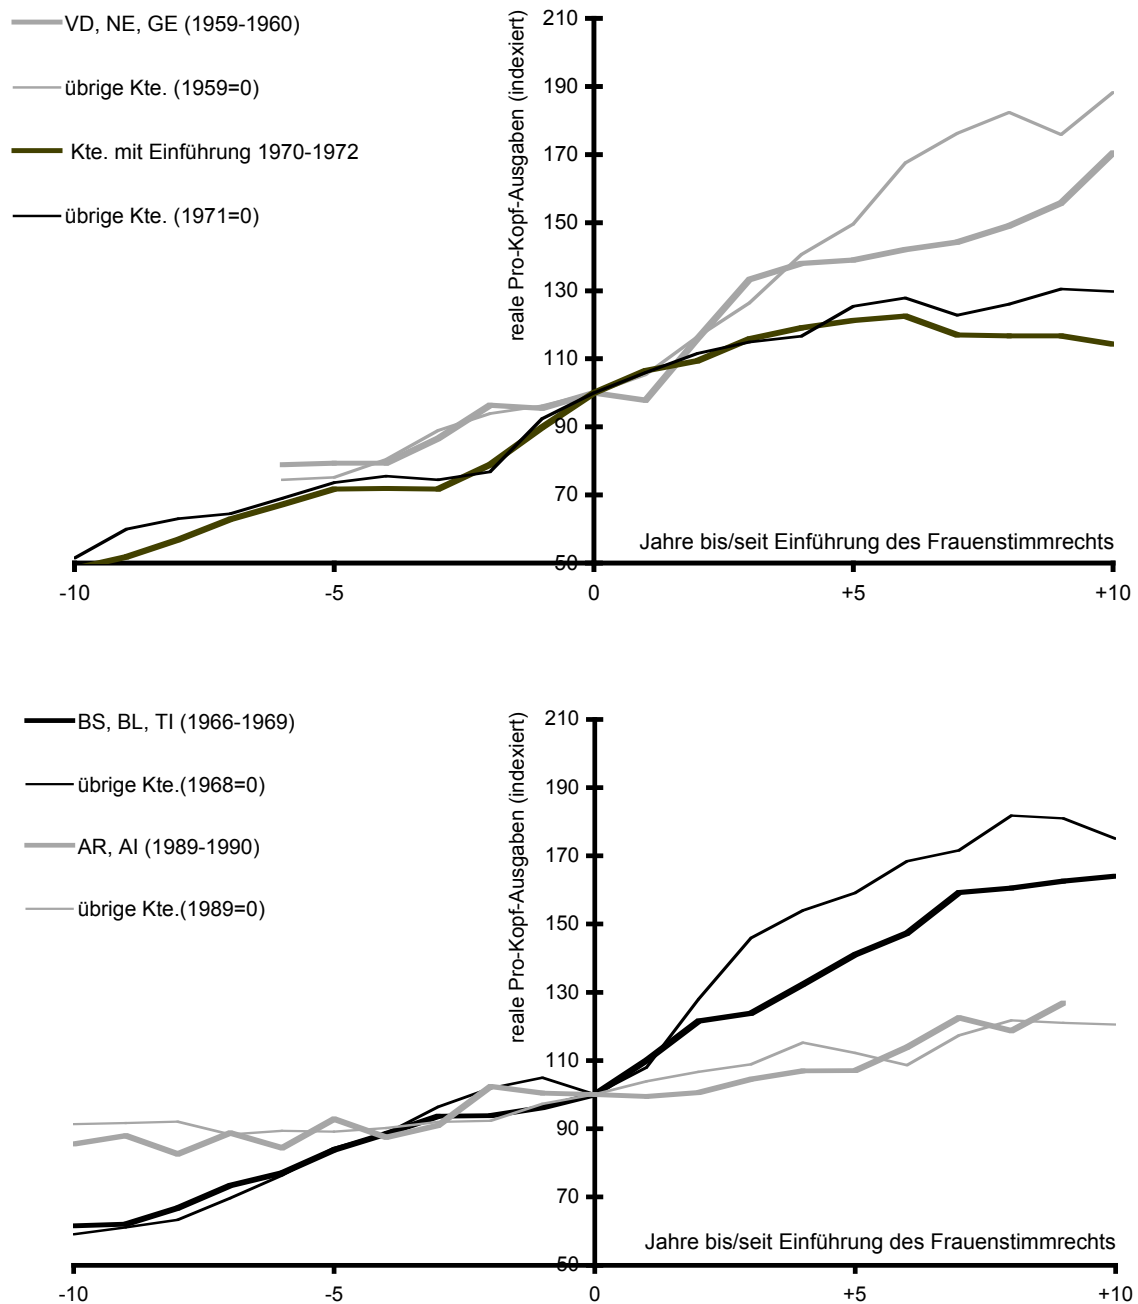 VD, NE, GE (1959-1960)
übrige Kte. (1959=0)
Kte. mit Einführung 1970-1972
übrige Kte. (1971=0)
reale Pro-Kopf-Ausgaben (indexiert)
210
190
170
150
130
110
90
70
50
Jahre bis/seit Einführung des Frauenstimmrechts
-10
-5
0
+5
+10
BS, BL, TI (1966-1969)
übrige Kte.(1968=0)
AR, AI (1989-1990)
übrige Kte.(1989=0)
reale Pro-Kopf-Ausgaben (indexiert)
210
190
170
150
130
110
90
70
50
Jahre bis/seit Einführung des Frauenstimmrechts
-10
-5
0
+5
+10